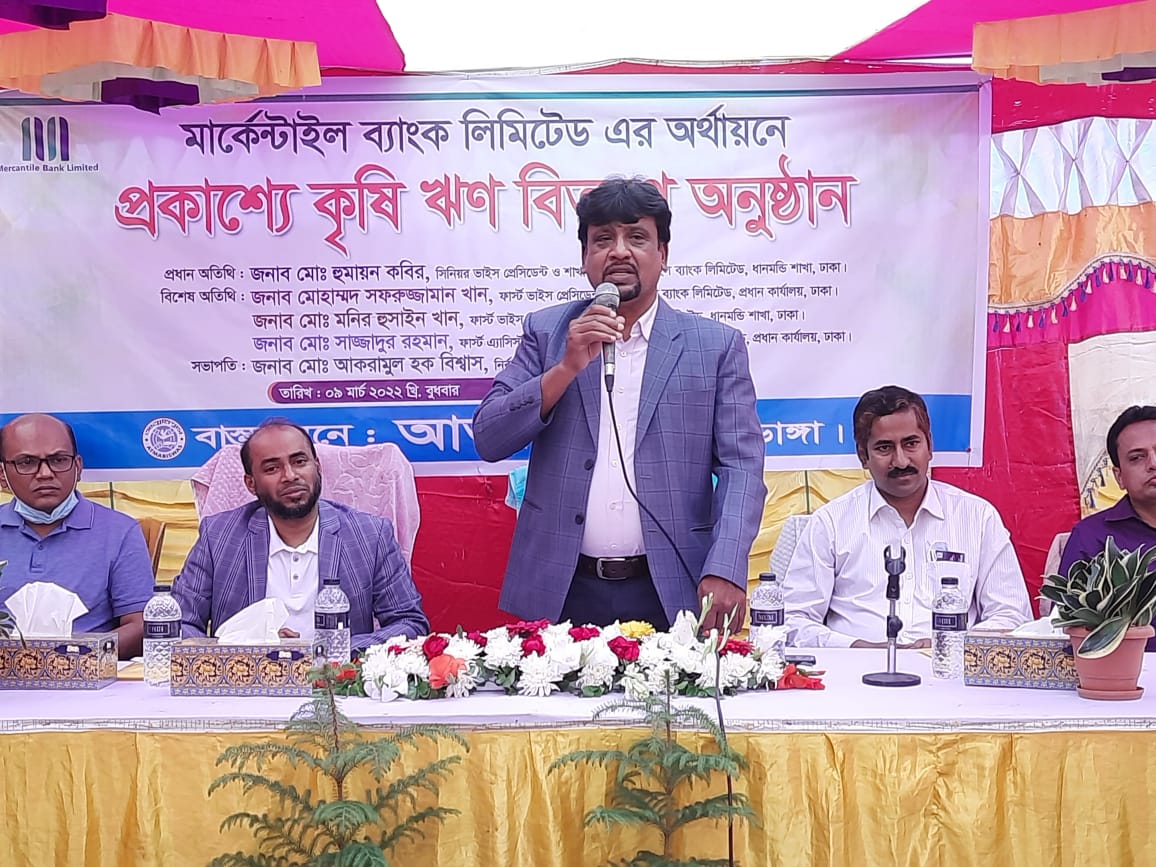 Mercantile Bank Limited
মার্কেন্টাইল ব্যাংক লিমিটেড এর অর্থায়নে
প্রকাশ্যে কৃষি ঋণ অনুষ্ঠান
প্রধান অতিথি : জনাব মোঃ হুমায়ন কবির, সিনিয়র ভাইস প্রেসিডেন্ট ও ব্যাংক লিমিটেড, ধানমন্ডি শাখা, ঢাকা।
বিশেষ অতিথি : জনাব মোহাম্মদ সফরুজ্জামান খান, ফার্স্ট ভাইস ব্যাংক লিমিটেড, প্রধান কার্যালয়, ঢাকা।
জনাব মোঃ মনির হুসাইন খান, ফার্স্ট ভাইস ধানমন্ডি শাখা, ঢাকা।
জনাব মোঃ সাজ্জাদুর রহমান, ফার্স্ট প্রধান কার্যালয়, ঢাকা।
সভাপতি : জনাব মোঃ আকরামুল হক বিশ্বাস,
তারিখ : ০৯ মার্চ ২০২২ খ্রি. বুধবার
ATMABISWAS